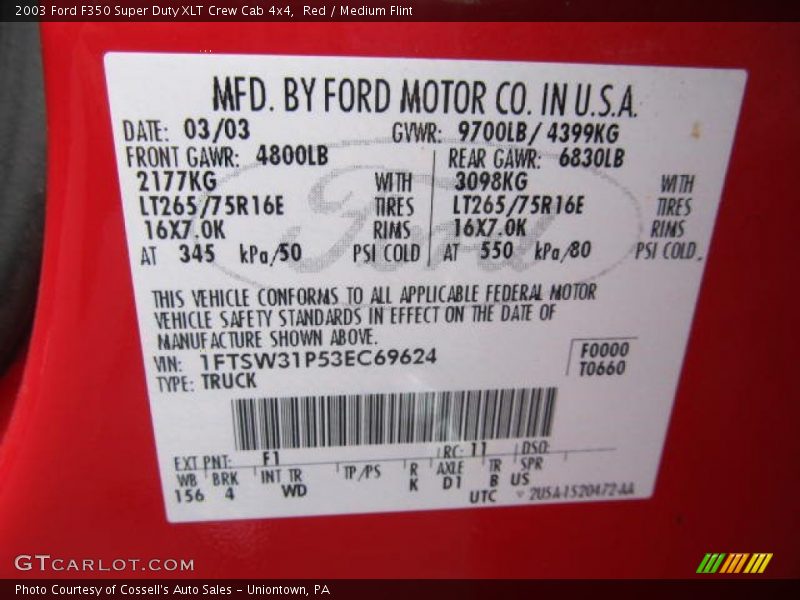 2003 Ford F350 Super Duty XLT Crew Cab 4x4,  Red / Medium Flint
MFD. BY FORD MOTOR CO. IN U.S.A.
DATE: 03/03 GVWR: 9700LB/ 4399KG
FRONT GAWR: 4800LB REAR GAWR: 6830LB
2177KG WITH 3098KG WITH
LT265/75R16E TIRES LT265/75R16E TIRES
16X7.0K RIMS 16X7.0K RIMS
AT 345 kPa/50 PSI COLD AT 550 kPa/80 PSI COLD
Ford
THIS VEHICLE CONFORMS TO ALL APPLICABLE FEDERAL MOTOR
VEHICLE SAFETY STANDARDS IN EFFECT ON THE DATE OF
MANUFACTURE SHOWN ABOVE.
VIN: 1FTSW31P53EC69624 F0000
TYPE: TRUCK T0660
EXT PNT: F1 RC: 11 DSO:
WB BRK INT TR TP/PS R AXLE TR SPR
156 4 WD K D1 B US
UTC 2U5A-1520472-AA
GTCARLOT.COM
Photo Courtesy of Cossell's Auto Sales - Uniontown, PA